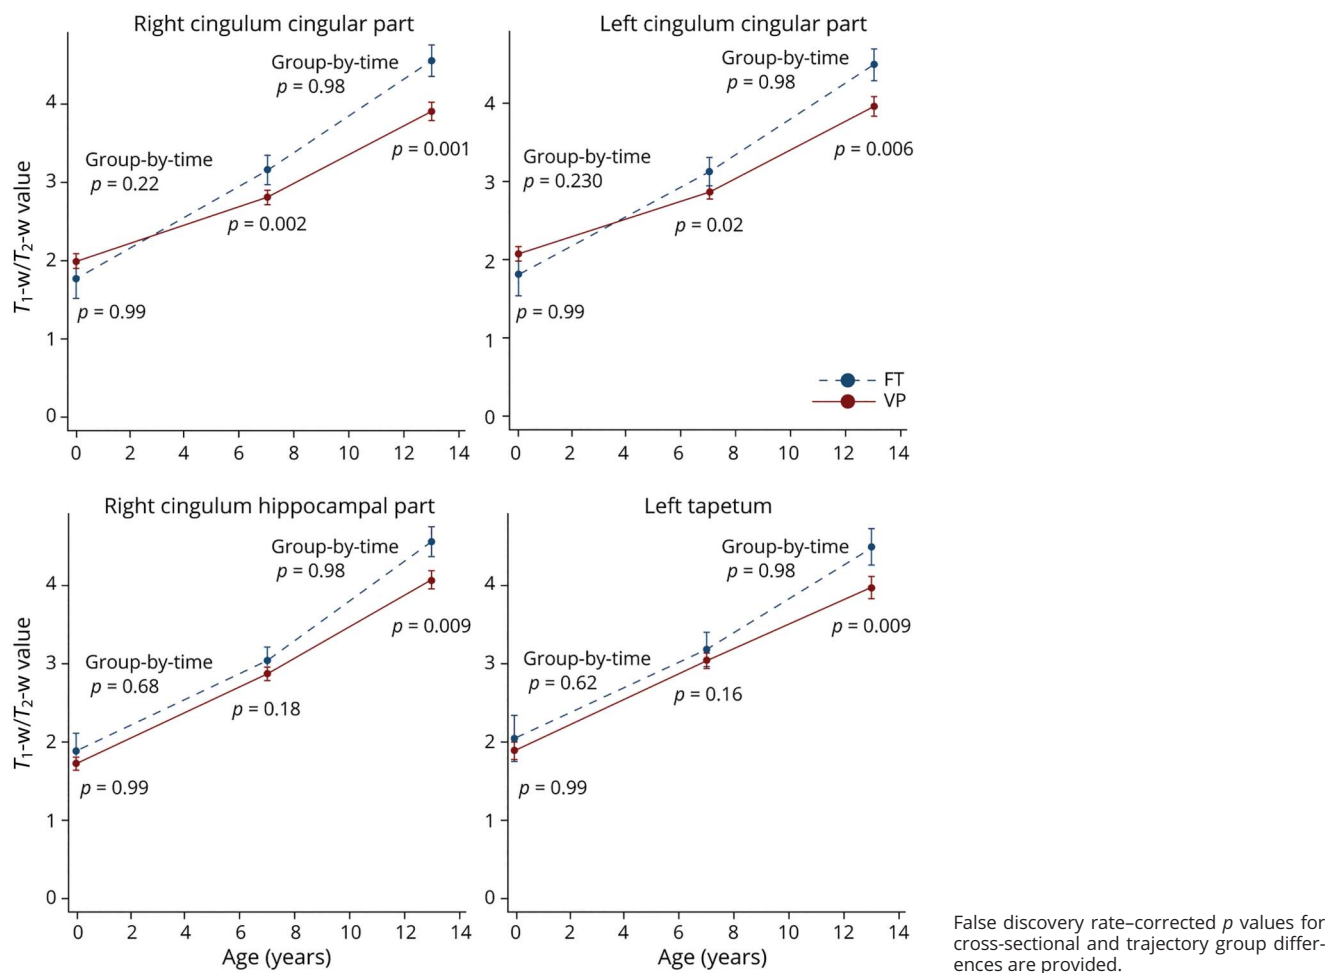 Right cingulum cingular part
Group-by-time
p = 0.98
Group-by-time
p = 0.22
p = 0.001
p = 0.002
p = 0.99
T1-w/T2-w value
4
3
2
1
0
0 2 4 6 8 10 12 14
Left cingulum cingular part
Group-by-time
p = 0.98
Group-by-time
p = 0.230
p = 0.006
p = 0.02
p = 0.99
4
3
2
1
0
FT
VP
0 2 4 6 8 10 12 14
Right cingulum hippocampal part
Group-by-time
p = 0.98
Group-by-time
p = 0.68
p = 0.009
p = 0.18
p = 0.99
T1-w/T2-w value
4
3
2
1
0
0 2 4 6 8 10 12 14
Age (years)
Left tapetum
Group-by-time
p = 0.98
Group-by-time
p = 0.62
p = 0.009
p = 0.16
p = 0.99
4
3
2
1
0
0 2 4 6 8 10 12 14
Age (years)
False discovery rate–corrected p values for
cross-sectional and trajectory group differ-
ences are provided.